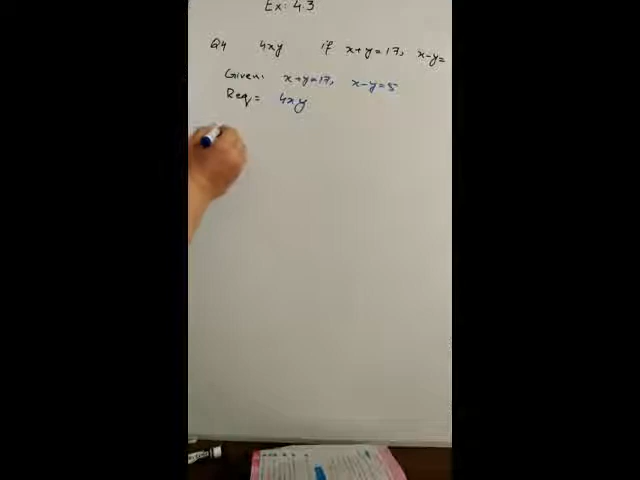 Ex: 4.3
Q4 4xy if x+y=17, x-y=
Given: x+y=17, x-y=5
Req = 4xy